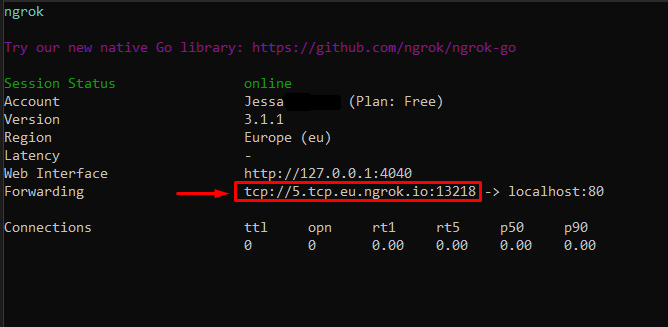 ngrok
Try our new native Go library: https://github.com/ngrok/ngrok-go
Session Status online
Account Jessa (Plan: Free)
Version 3.1.1
Region Europe (eu)
Latency -
Web Interface http://127.0.0.1:4040
Forwarding tcp://5.tcp.eu.ngrok.io:13218 -> localhost:80
Connections ttl opn rt1 rt5 p50 p90
0 0 0.00 0.00 0.00 0.00